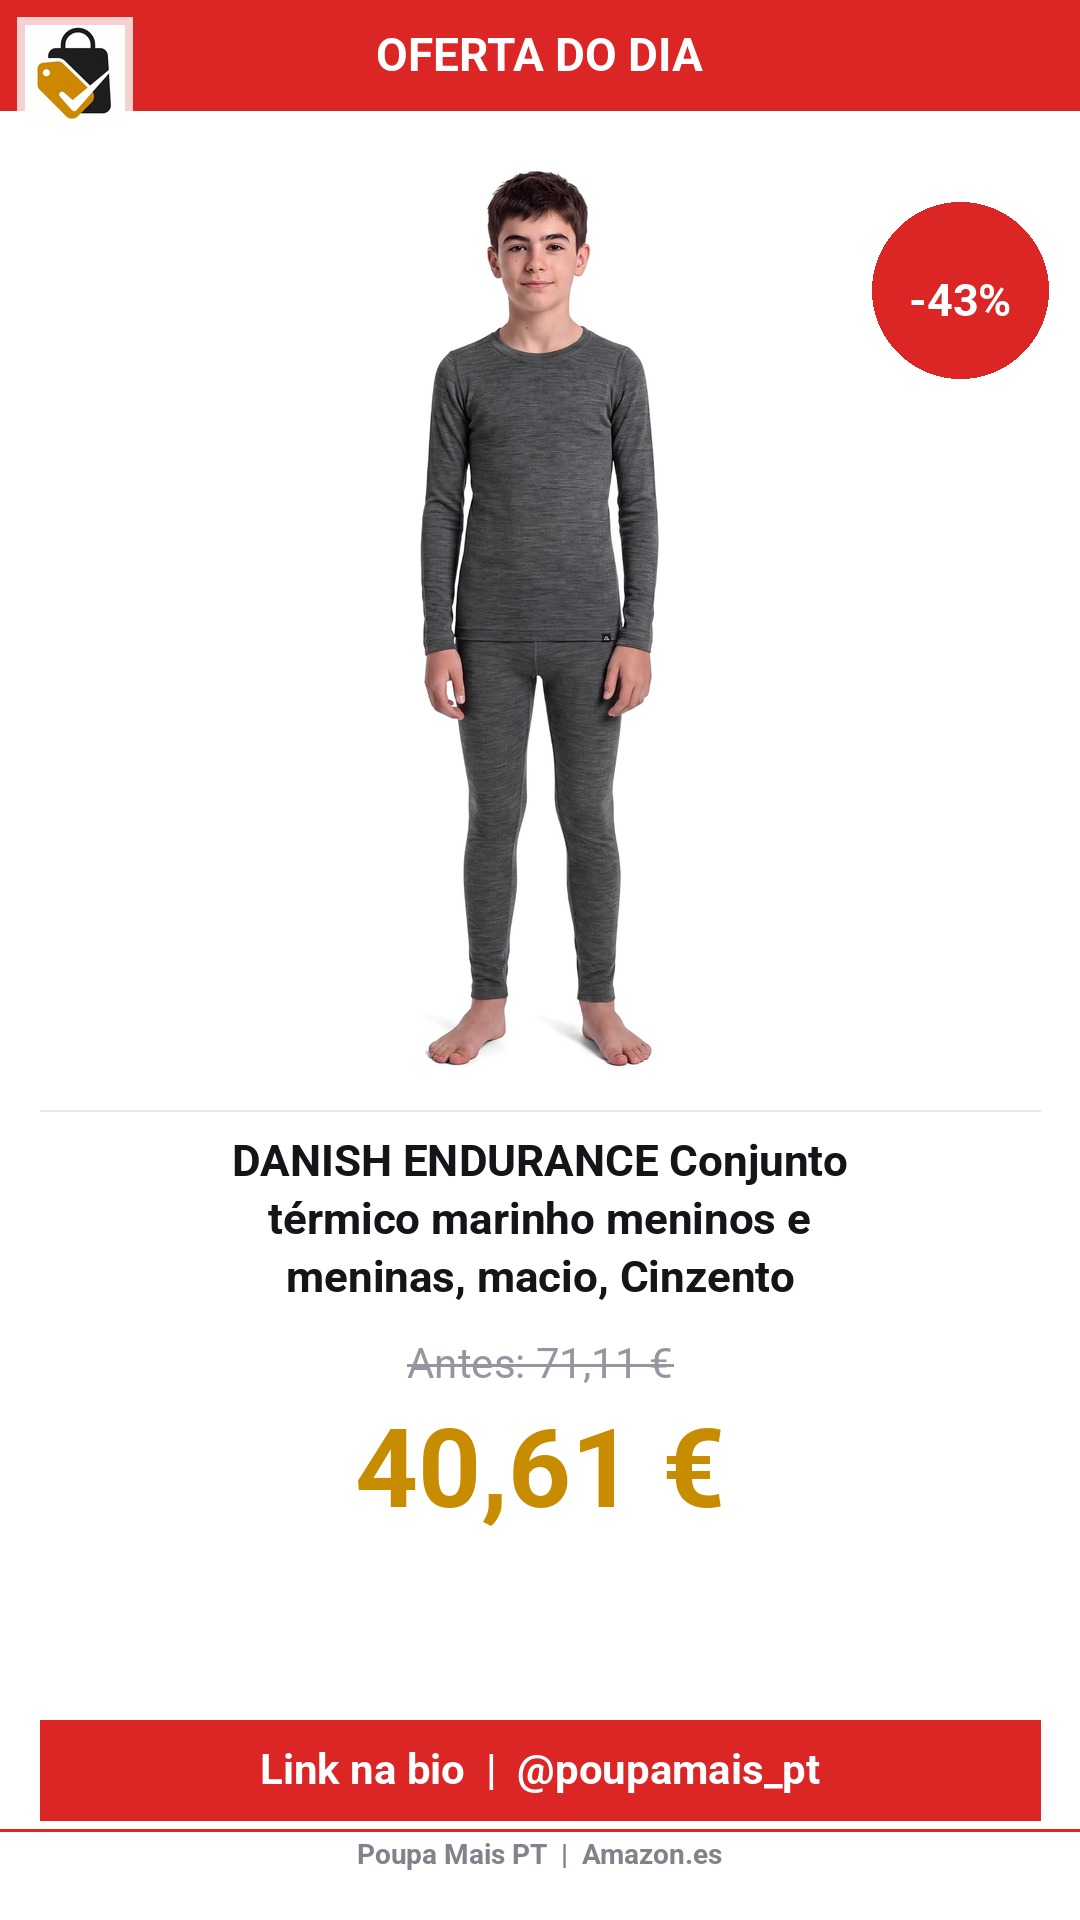 OFERTA DO DIA
-43%
DANISH ENDURANCE Conjunto
térmico marinho meninos e
meninas, macio, Cinzento
Antes: 71,11 €
40,61 €
Link na bio | @poupamais_pt
Poupa Mais PT | Amazon.es